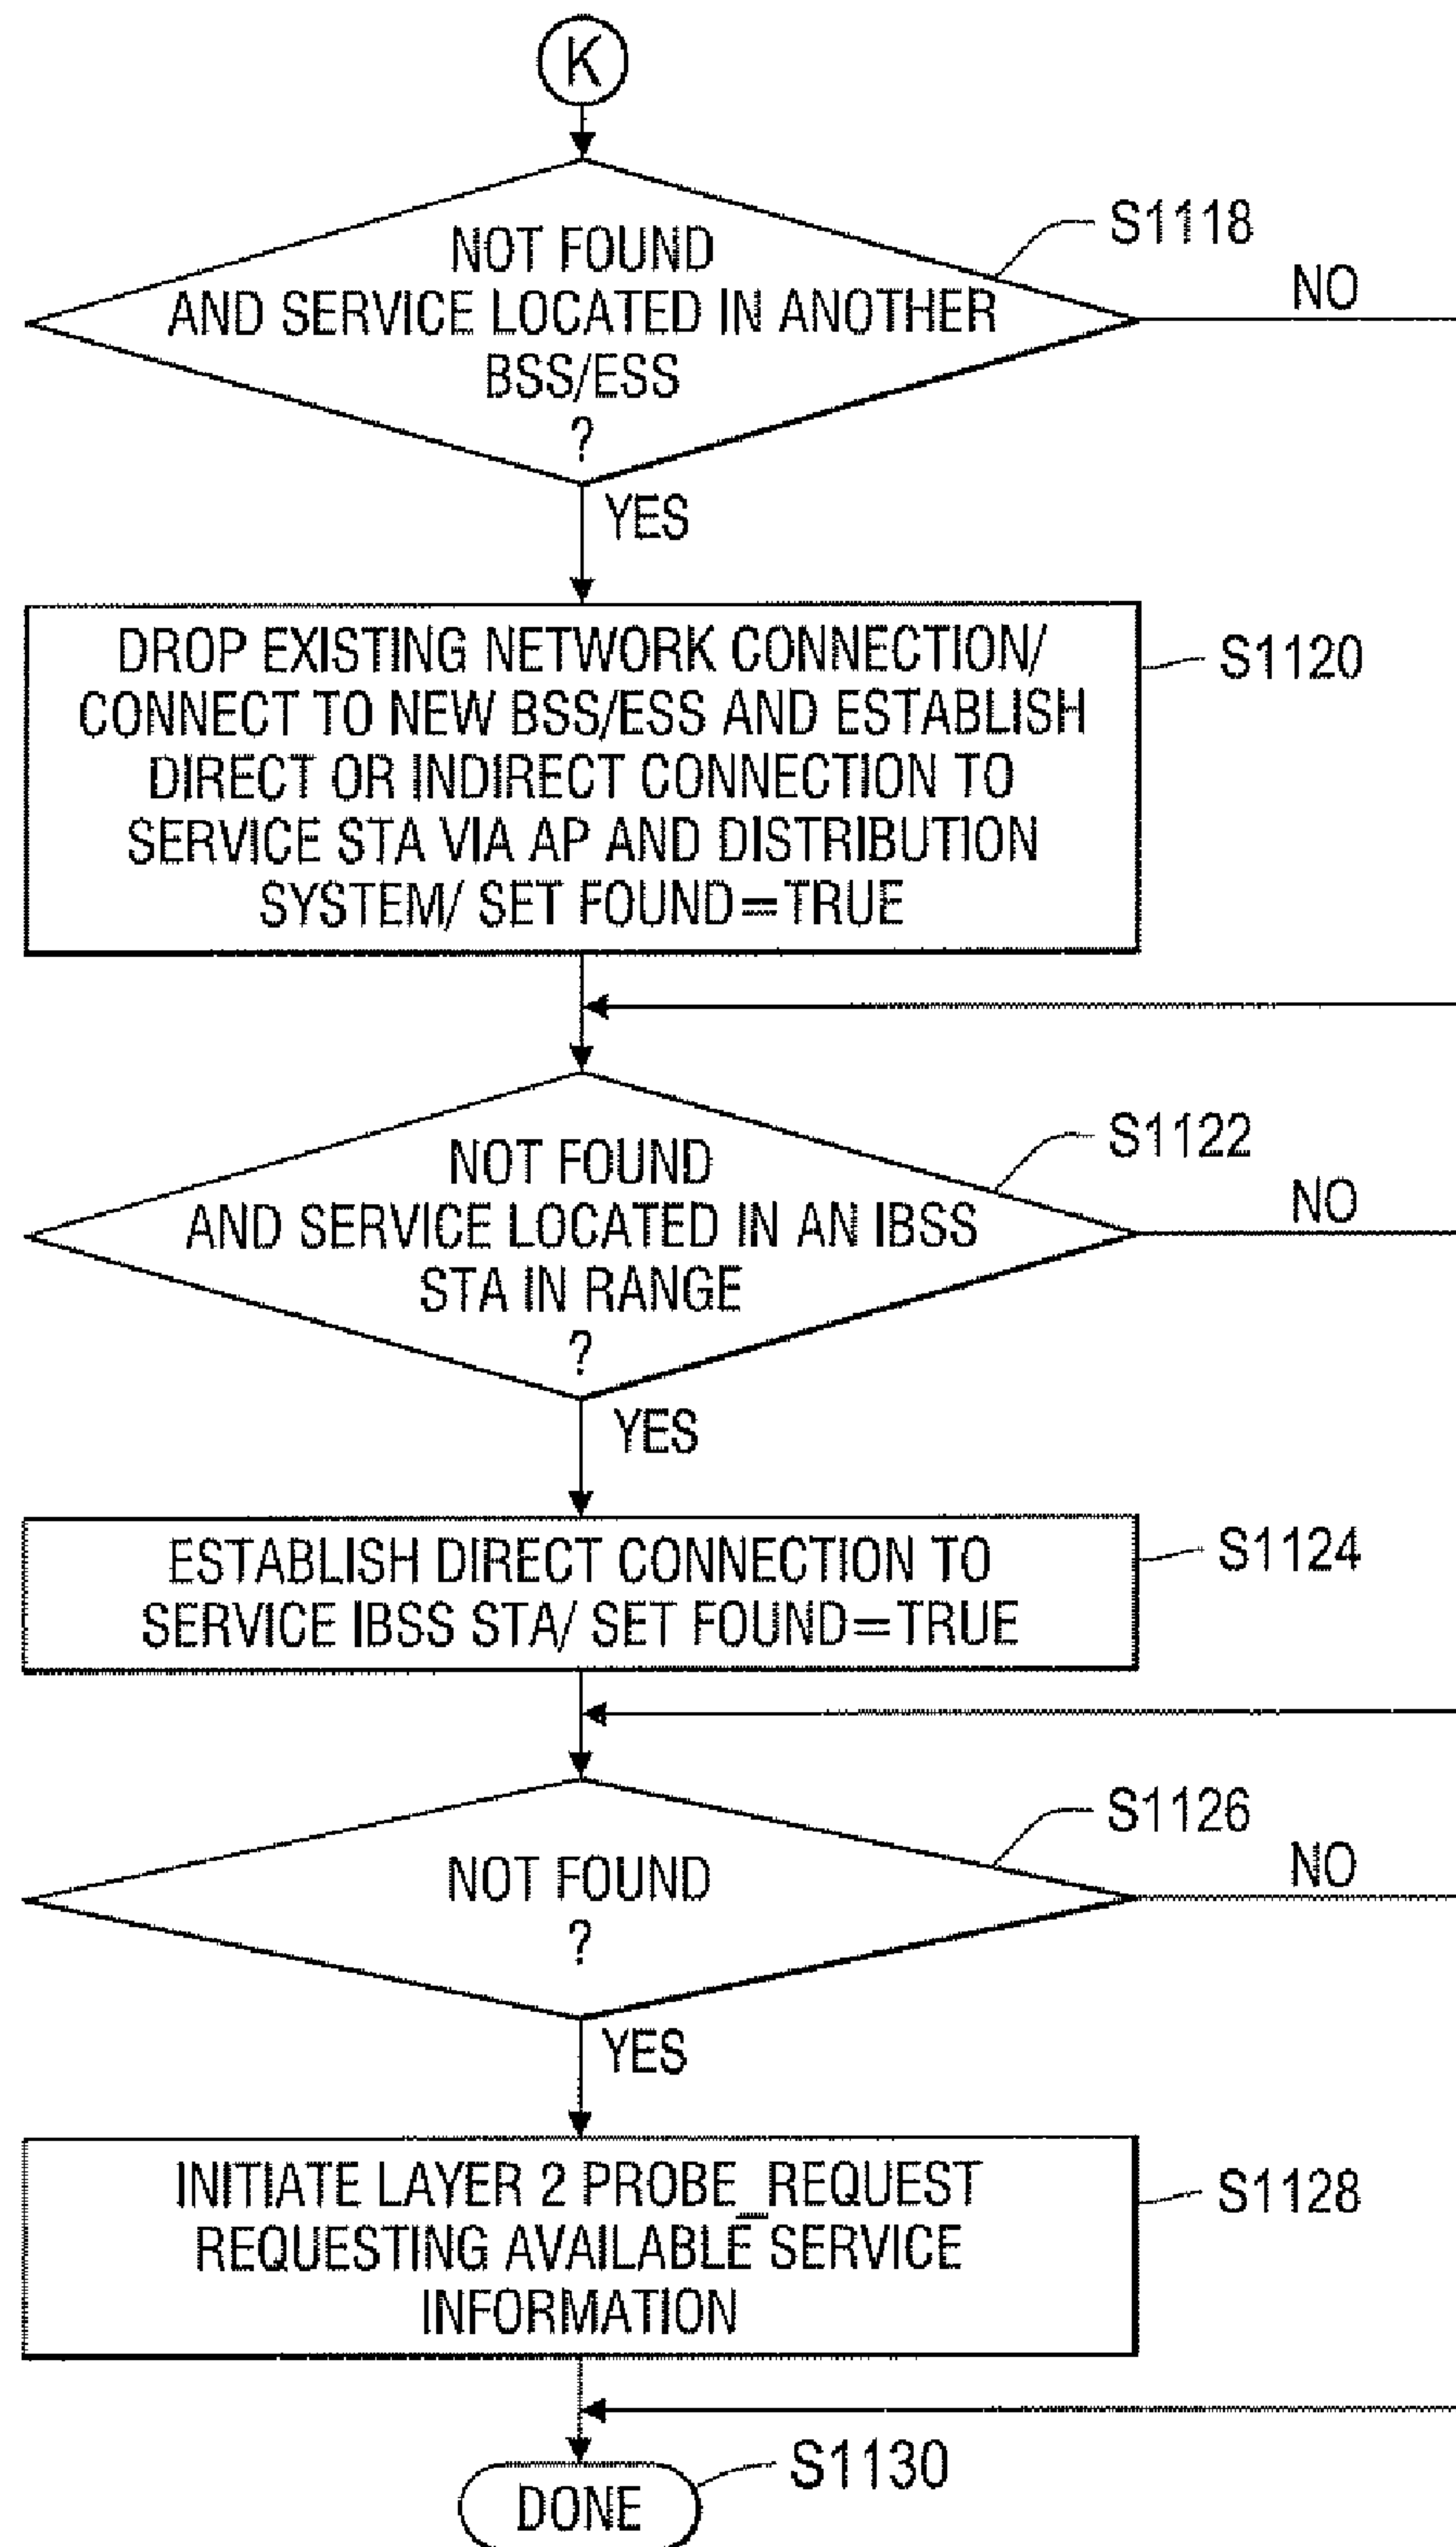 K
NOT FOUND
AND SERVICE LOCATED IN ANOTHER
BSS/ESS
?
S1118
NO
YES
DROP EXISTING NETWORK CONNECTION/
CONNECT TO NEW BSS/ESS AND ESTABLISH
DIRECT OR INDIRECT CONNECTION TO
SERVICE STA VIA AP AND DISTRIBUTION
SYSTEM/ SET FOUND=TRUE
S1120
NOT FOUND
AND SERVICE LOCATED IN AN IBSS
STA IN RANGE
?
S1122
NO
YES
ESTABLISH DIRECT CONNECTION TO
SERVICE IBSS STA/ SET FOUND=TRUE
S1124
NOT FOUND
?
S1126
NO
YES
INITIATE LAYER 2 PROBE_REQUEST
REQUESTING AVAILABLE SERVICE
INFORMATION
S1128
DONE
S1130